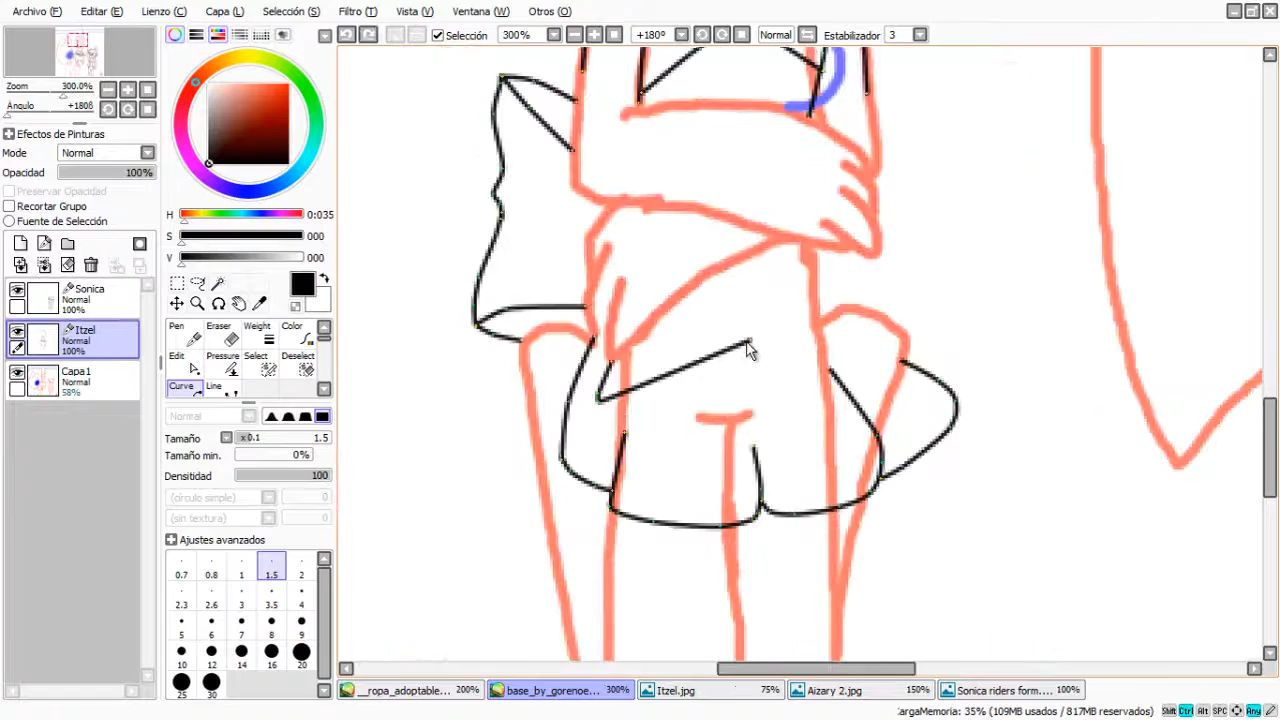 Archivo (F) Editar (E) Lienzo (C) Capa (L) Selección (S) Filtro (T) Vista (V) Ventana (W) Otros (O)
Selección 300% +180º Normal Estabilizador 3
Zoom 300.0%
Ángulo +180ß
Efectos de Pinturas
Mode Normal
Opacidad 100%
Preservar Opacidad
Recortar Grupo
Fuente de Selección
Sonica
Normal
100%
Itzel
Normal
100%
Capa1
Normal
58%
H 0:035
S 000
V 000
Pen Eraser Weight Color
Edit Pressure Select Deselect
Curve Line
Normal
Tamaño x0.1 1.5
Tamaño min. 0%
Densidad 100
(círculo simple) 0
(sin textura) 0
Ajustes avanzados
0.7 0.8 1 1.5 2
2.3 2.6 3 3.5 4
5 6 7 8 9
10 12 14 16 20
25 30
__ropa_adoptable... 200% base_by_gorenoe... 300% Itzel.jpg 75% Aizary 2.jpg 150% Sonica riders form... 100%
argaMemoria: 35% (109MB usados / 817MB reservados) Shift Ctrl Alt SPC Any